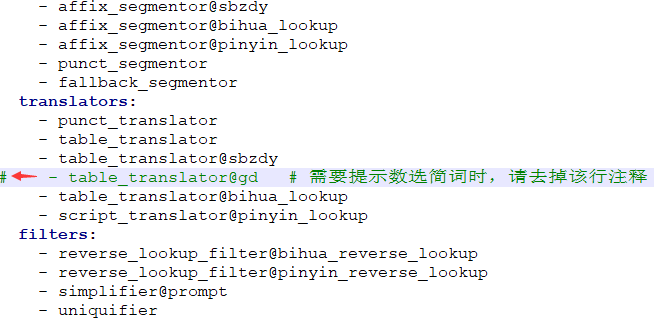 - affix_segmentor@sbzdy
- affix_segmentor@bihua_lookup
- affix_segmentor@pinyin_lookup
- punct_segmentor
- fallback_segmentor
translators:
- punct_translator
- table_translator
- table_translator@sbzdy
# - table_translator@gd # 需要提示数选简词时，请去掉该行注释
- table_translator@bihua_lookup
- script_translator@pinyin_lookup
filters:
- reverse_lookup_filter@bihua_reverse_lookup
- reverse_lookup_filter@pinyin_reverse_lookup
- simplifier@prompt
- uniquifier